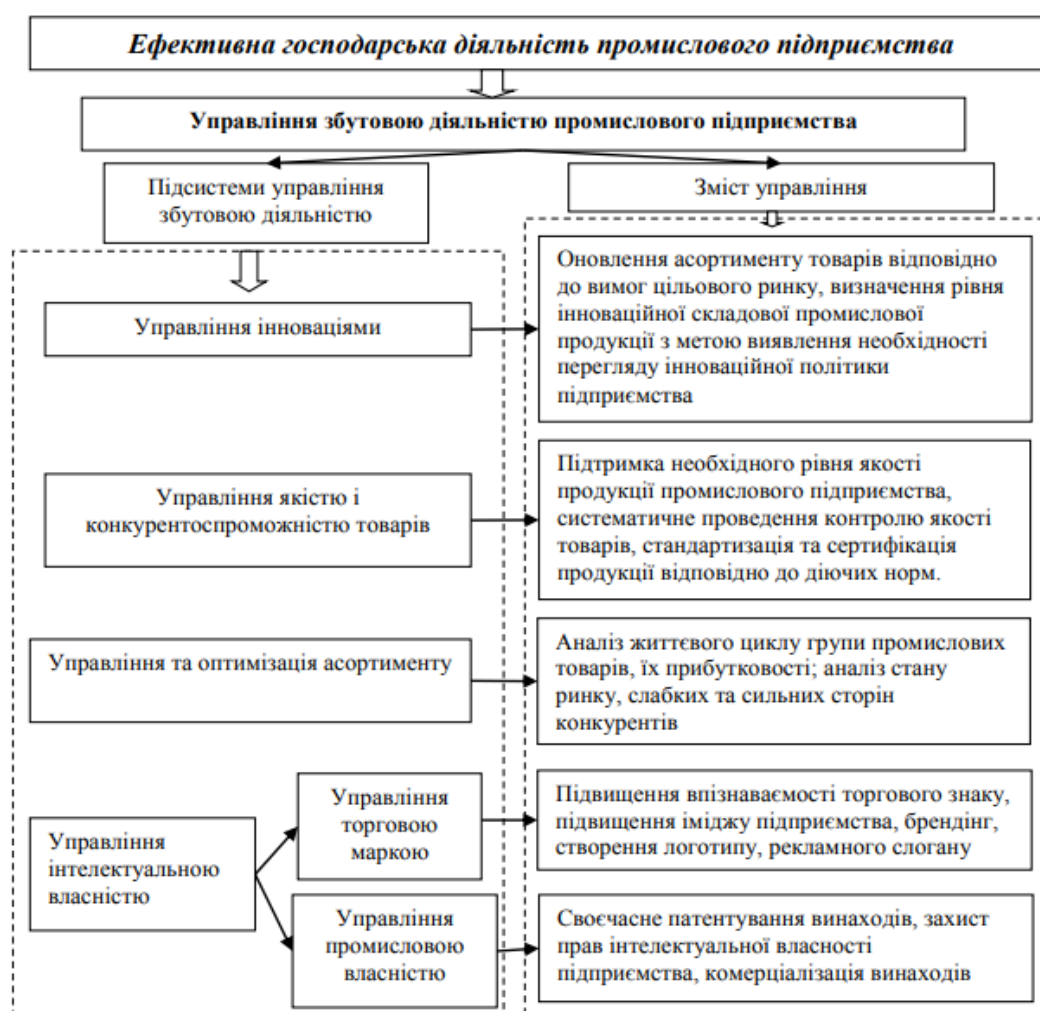 Ефективна господарська діяльність промислового підприємства
Управління збутовою діяльністю промислового підприємства
Підсистеми управління
збутовою діяльністю
Зміст управління
Управління інноваціями
Оновлення асортименту товарів відповідно
до вимог цільового ринку, визначення рівня
інноваційної складової промислової
продукції з метою виявлення необхідності
перегляду інноваційної політики
підприємства
Управління якістю і
конкурентоспроможністю товарів
Підтримка необхідного рівня якості
продукції промислового підприємства,
систематичне проведення контролю якості
товарів, стандартизація та сертифікація
продукції відповідно до діючих норм.
Управління та оптимізація асортименту
Аналіз життєвого циклу групи промислових
товарів, їх прибутковості; аналіз стану
ринку, слабких та сильних сторін
конкурентів
Управління
інтелектуальною
власністю
Управління
торговою
маркою
Підвищення впізнаваємості торгового знаку,
підвищення іміджу підприємства, брендінг,
створення логотипу, рекламного слогану
Управління
промисловою
власністю
Своєчасне патентування винаходів, захист
прав інтелектуальної власності
підприємства, комерціалізація винаходів